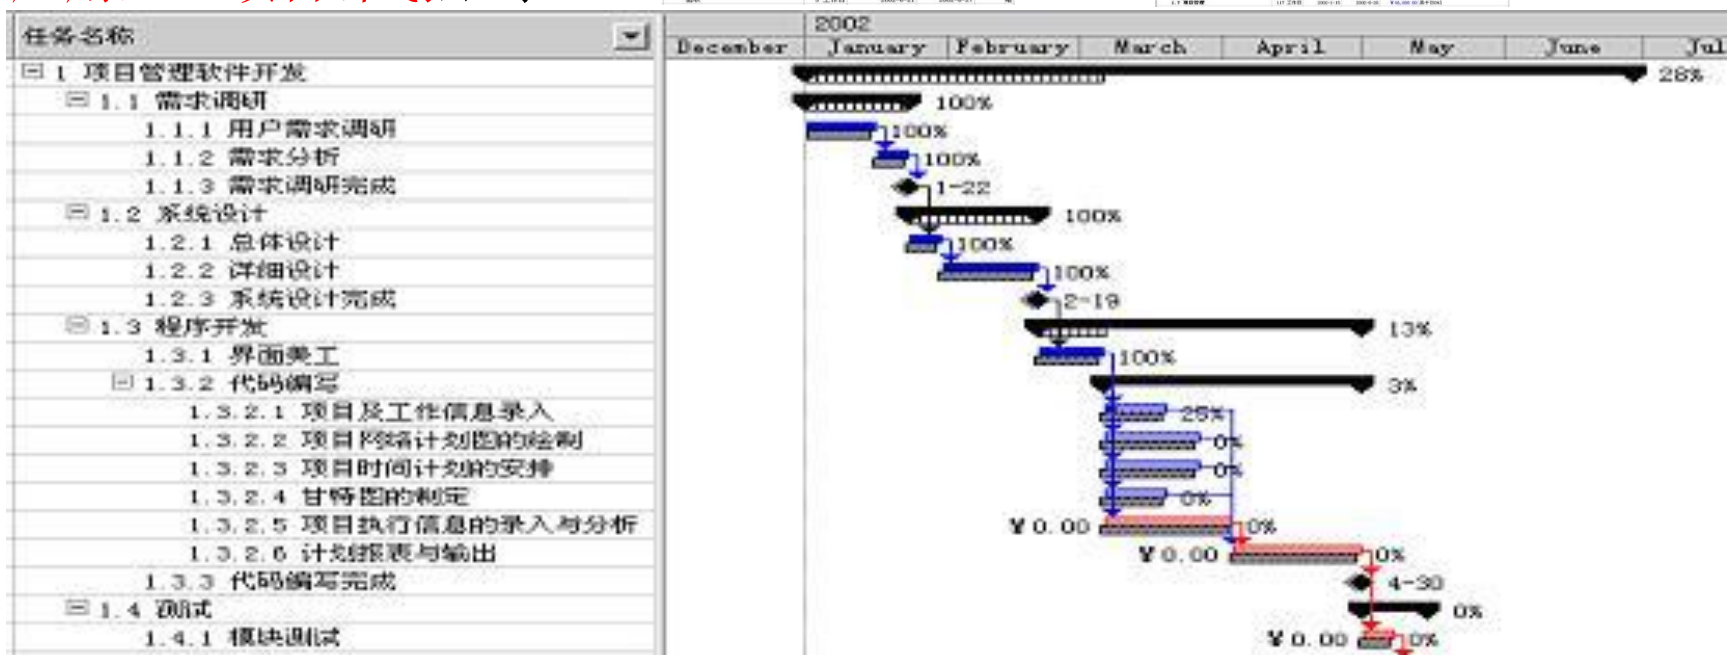 任务名称
2002
December January February March April May June Jul
1 项目管理软件开发 28%
1.1 需求调研 100%
1.1.1 用户需求调研 100%
1.1.2 需求分析 100%
1.1.3 需求调研完成 1-22
1.2 系统设计 100%
1.2.1 总体设计 100%
1.2.2 详细设计 100%
1.2.3 系统设计完成 2-19
1.3 程序开发 13%
1.3.1 界面美工 100%
1.3.2 代码编写 3%
1.3.2.1 项目及工作信息录入 25%
1.3.2.2 项目网络计划图的绘制 0%
1.3.2.3 项目时间计划的安排 0%
1.3.2.4 甘特图的制定 0%
1.3.2.5 项目执行信息的录入与分析 ￥0.00 0%
1.3.2.6 计划报表与输出 ￥0.00 0%
1.3.3 代码编写完成 4-30
1.4 测试 0%
1.4.1 模块测试 ￥0.00 0%